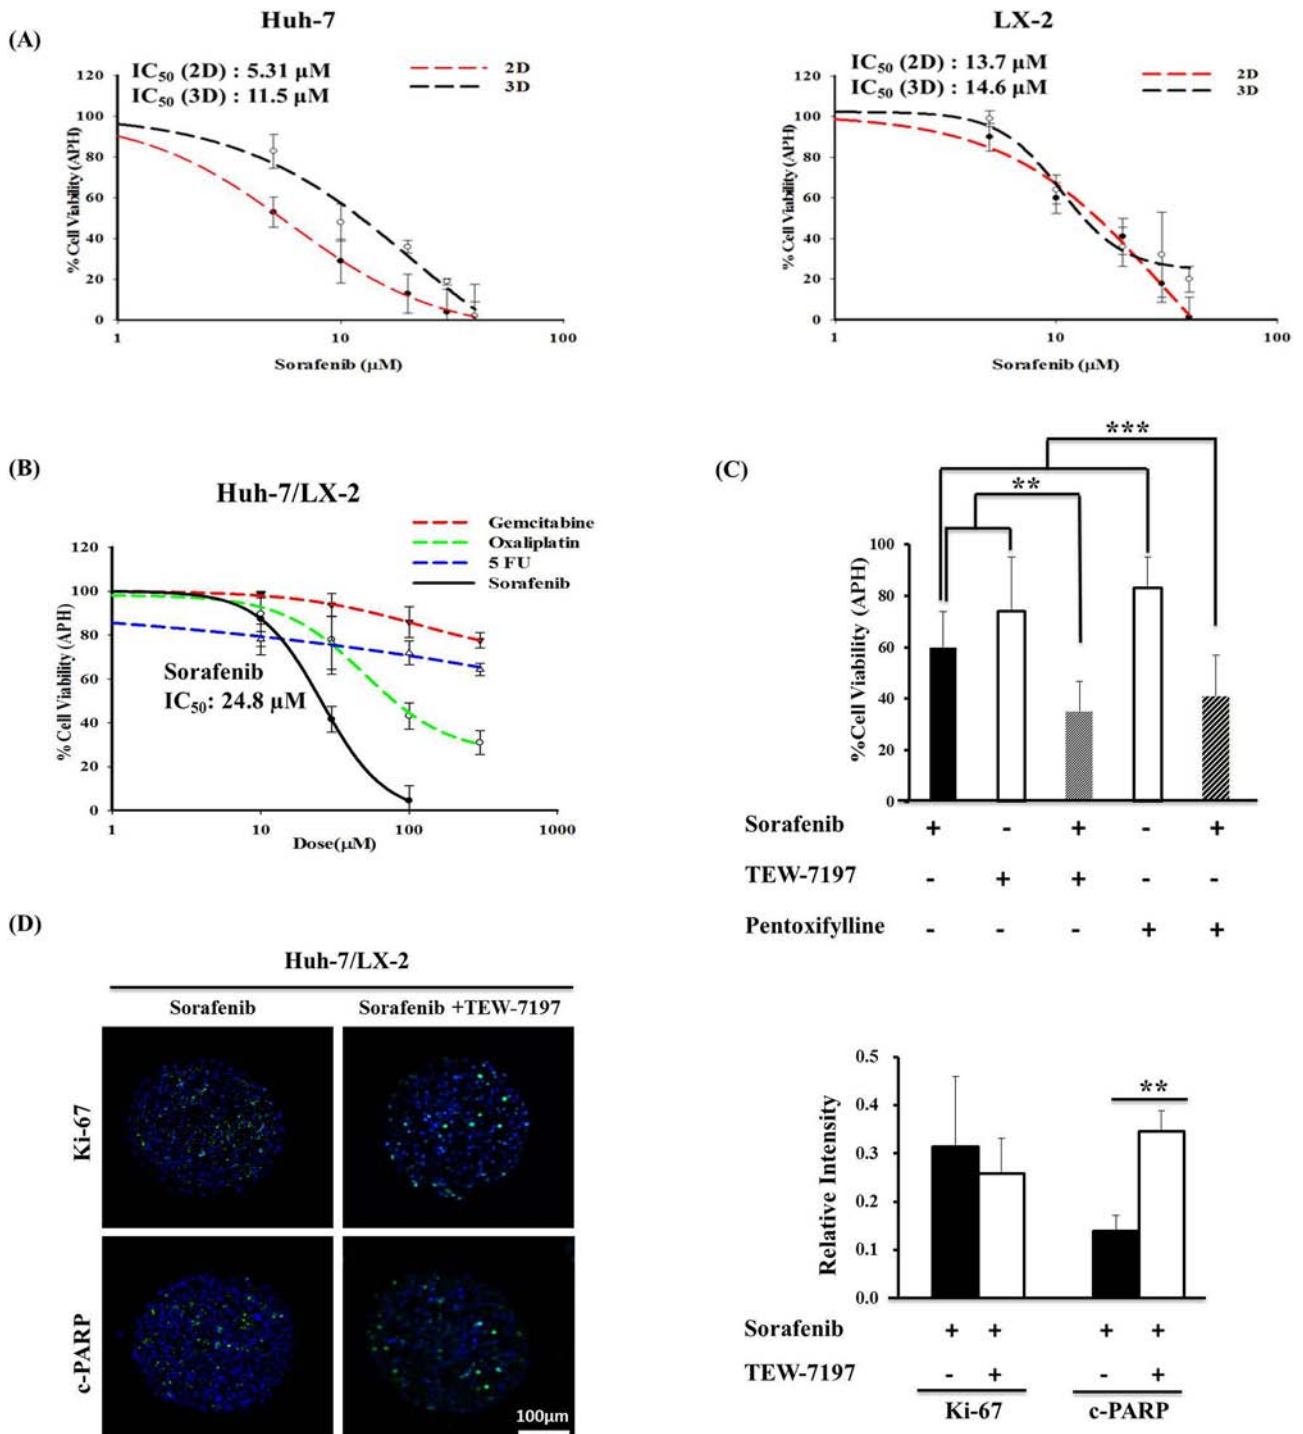 (A)
Huh-7
IC50 (2D) : 5.31 µM
IC50 (3D) : 11.5 µM
2D
3D
120
100
80
60
40
20
0
% Cell Viability (APH)
1 10 100
Sorafenib (µM)
LX-2
IC50 (2D) : 13.7 µM
IC50 (3D) : 14.6 µM
2D
3D
120
100
80
60
40
20
0
% Cell Viability (APH)
1 10 100
Sorafenib (µM)
(B)
Huh-7/LX-2
Gemcitabine
Oxaliplatin
5 FU
Sorafenib
120
100
80
60
40
20
0
% Cell Viability (APH)
Sorafenib
IC50: 24.8 µM
1 10 100 1000
Dose(µM)
(C)
***
**
100
80
60
40
20
0
%Cell Viability (APH)
Sorafenib + - + - +
TEW-7197 - + + - -
Pentoxifylline - - - + +
(D)
Huh-7/LX-2
Sorafenib Sorafenib +TEW-7197
Ki-67
c-PARP
100µm
0.5
0.4
0.3
0.2
0.1
0.0
Relative Intensity
**
Sorafenib + + + +
TEW-7197 - + - +
Ki-67 c-PARP